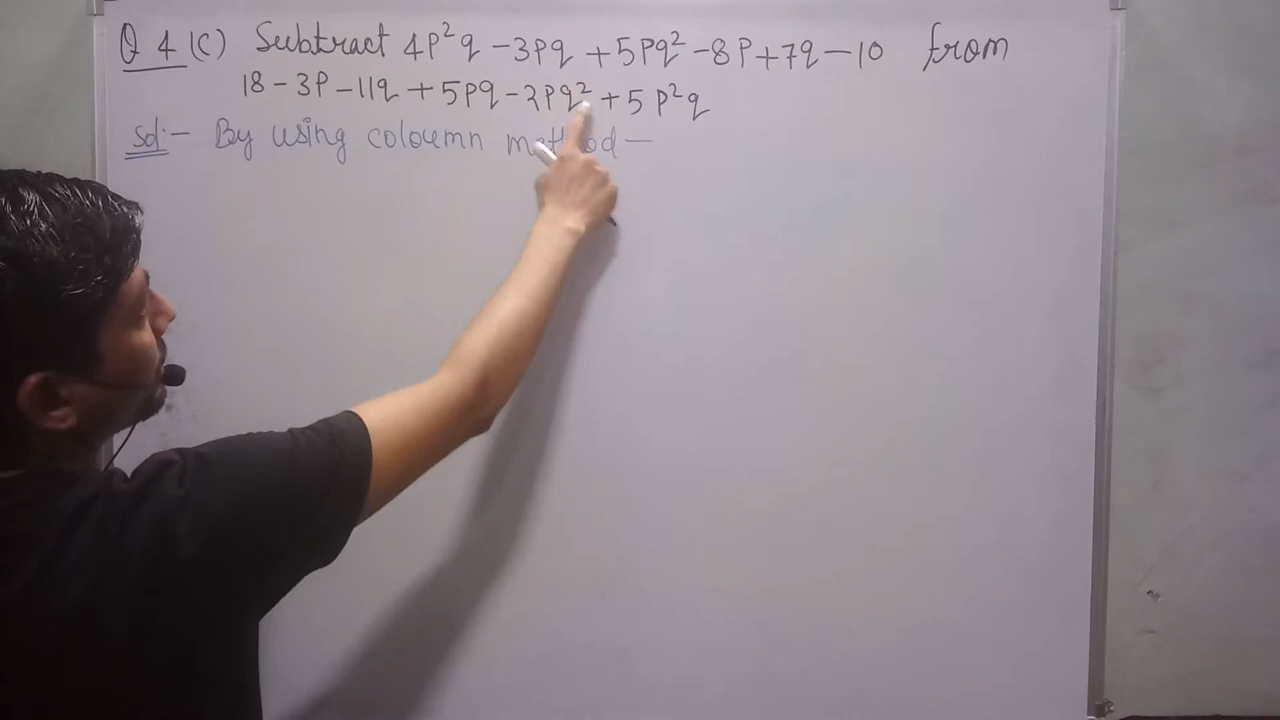 Q 4 (C) Subtract 4P²q - 3Pq + 5Pq² - 8P + 7q - 10 from
18 - 3P - 11q + 5Pq - 2Pq² + 5P²q
Sol:- By using coloumn method -